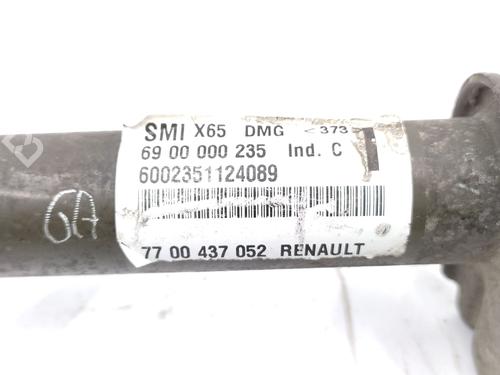 SMI X65 DMG <373>
69 00 000 235 Ind. C
6002351124089
77 00 437 052 RENAULT